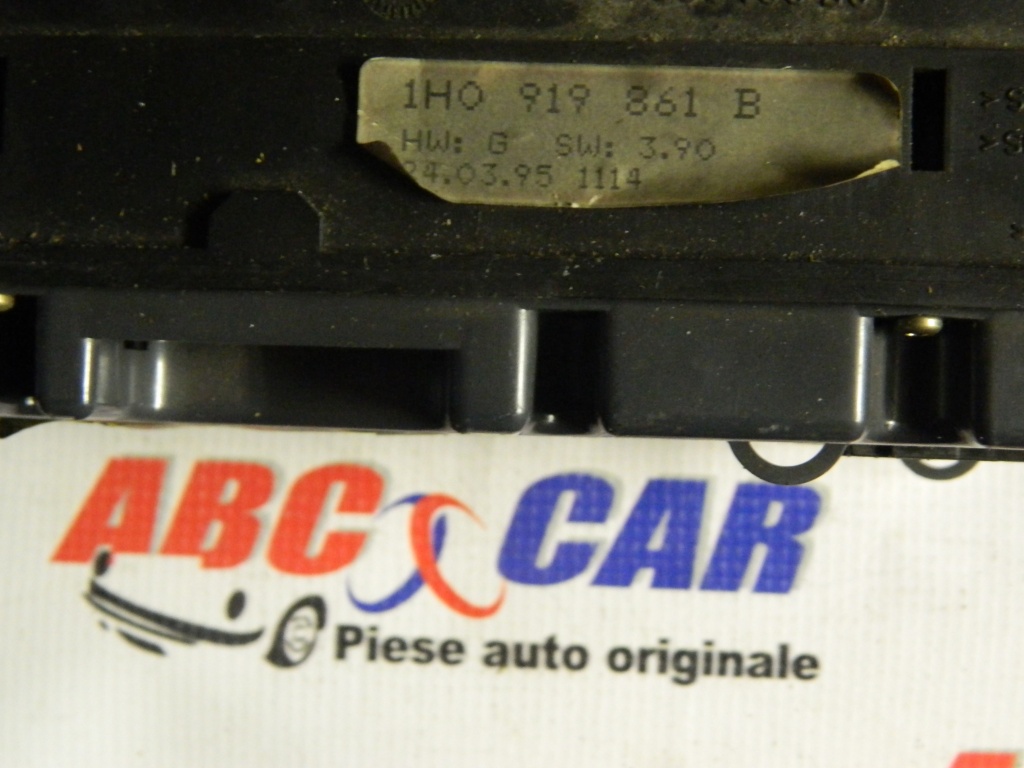 1H0 919 861 B
HW: G SW: 3.90
24.03.95 1114
ABC CAR
Piese auto originale